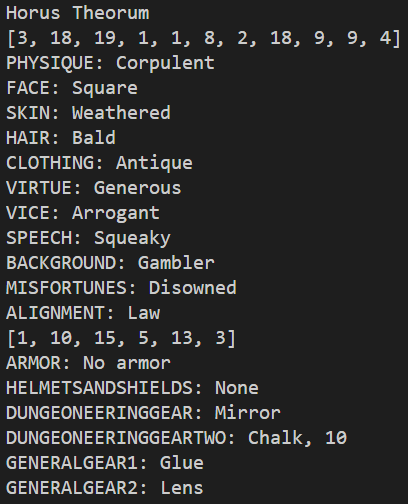 Horus Theorum
[3, 18, 19, 1, 1, 8, 2, 18, 9, 9, 4]
PHYSIQUE: Corpulent
FACE: Square
SKIN: Weathered
HAIR: Bald
CLOTHING: Antique
VIRTUE: Generous
VICE: Arrogant
SPEECH: Squeaky
BACKGROUND: Gambler
MISFORTUNES: Disowned
ALIGNMENT: Law
[1, 10, 15, 5, 13, 3]
ARMOR: No armor
HELMETSANDSHIELDS: None
DUNGEONEERINGGEAR: Mirror
DUNGEONEERINGGEARTWO: Chalk, 10
GENERALGEAR1: Glue
GENERALGEAR2: Lens